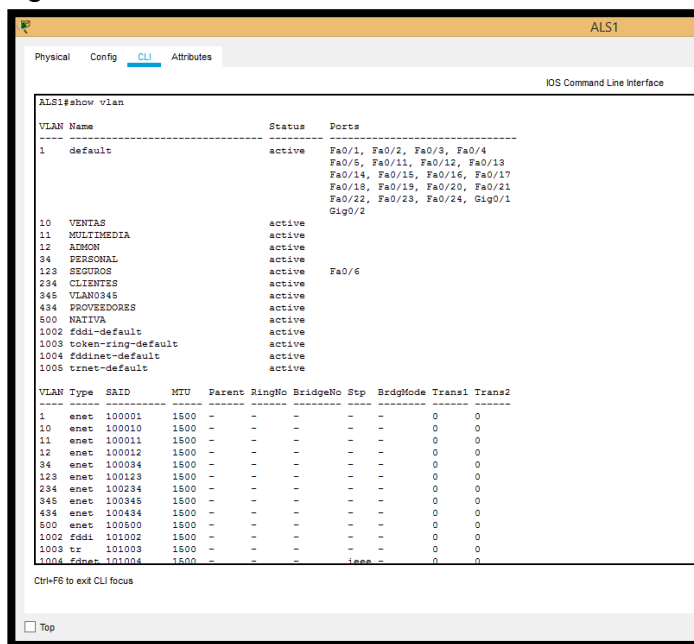 ALS1
Physical Config CLI Attributes
IOS Command Line Interface
ALS1#show vlan
VLAN Name Status Ports
---- -------------------------------- --------- -------------------------------
1 default active Fa0/1, Fa0/2, Fa0/3, Fa0/4
Fa0/5, Fa0/11, Fa0/12, Fa0/13
Fa0/14, Fa0/15, Fa0/16, Fa0/17
Fa0/18, Fa0/19, Fa0/20, Fa0/21
Fa0/22, Fa0/23, Fa0/24, Gig0/1
Gig0/2
10 VENTAS active
11 MULTIMEDIA active
12 ADMON active
34 PERSONAL active
123 SEGUROS active Fa0/6
234 CLIENTES active
345 VLAN0345 active
434 PROVEEDORES active
500 NATIVA active
1002 fddi-default active
1003 token-ring-default active
1004 fddinet-default active
1005 trnet-default active
VLAN Type SAID MTU Parent RingNo BridgeNo Stp BrdgMode Trans1 Trans2
---- ----- ---------- ----- ------ ------ -------- ---- -------- ------ ------
1 enet 100001 1500 - - - - - 0 0
10 enet 100010 1500 - - - - - 0 0
11 enet 100011 1500 - - - - - 0 0
12 enet 100012 1500 - - - - - 0 0
34 enet 100034 1500 - - - - - 0 0
123 enet 100123 1500 - - - - - 0 0
234 enet 100234 1500 - - - - - 0 0
345 enet 100345 1500 - - - - - 0 0
434 enet 100434 1500 - - - - - 0 0
500 enet 100500 1500 - - - - - 0 0
1002 fddi 101002 1500 - - - - - 0 0
1003 tr 101003 1500 - - - - - 0 0
1004 fdnet 101004 1500 - - - ieee - 0 0
Ctrl+F6 to exit CLI focus
Top